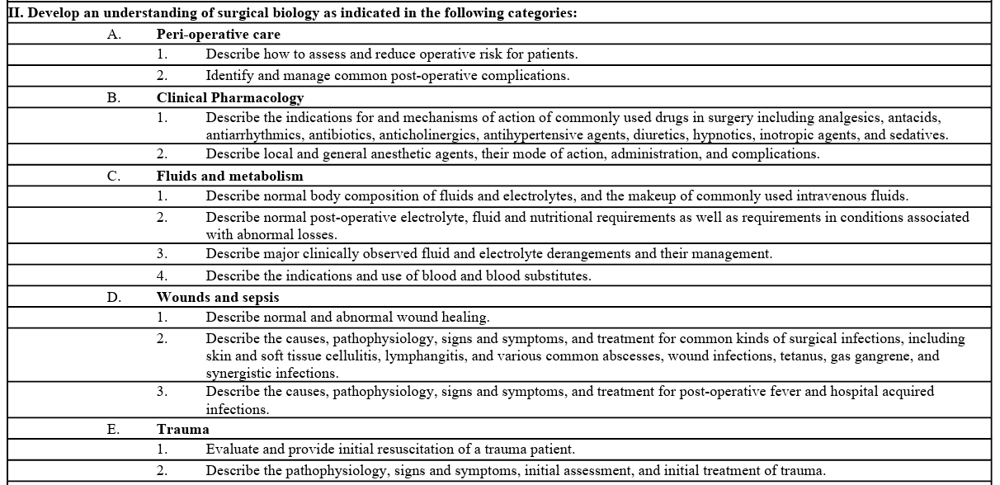 II. Develop an understanding of surgical biology as indicated in the following categories:
A. Peri-operative care
1. Describe how to assess and reduce operative risk for patients.
2. Identify and manage common post-operative complications.
B. Clinical Pharmacology
1. Describe the indications for and mechanisms of action of commonly used drugs in surgery including analgesics, antacids,
antiarrhythmics, antibiotics, anticholinergics, antihypertensive agents, diuretics, hypnotics, inotropic agents, and sedatives.
2. Describe local and general anesthetic agents, their mode of action, administration, and complications.
C. Fluids and metabolism
1. Describe normal body composition of fluids and electrolytes, and the makeup of commonly used intravenous fluids.
2. Describe normal post-operative electrolyte, fluid and nutritional requirements as well as requirements in conditions associated
with abnormal losses.
3. Describe major clinically observed fluid and electrolyte derangements and their management.
4. Describe the indications and use of blood and blood substitutes.
D. Wounds and sepsis
1. Describe normal and abnormal wound healing.
2. Describe the causes, pathophysiology, signs and symptoms, and treatment for common kinds of surgical infections, including
skin and soft tissue cellulitis, lymphangitis, and various common abscesses, wound infections, tetanus, gas gangrene, and
synergistic infections.
3. Describe the causes, pathophysiology, signs and symptoms, and treatment for post-operative fever and hospital acquired
infections.
E. Trauma
1. Evaluate and provide initial resuscitation of a trauma patient.
2. Describe the pathophysiology, signs and symptoms, initial assessment, and initial treatment of trauma.